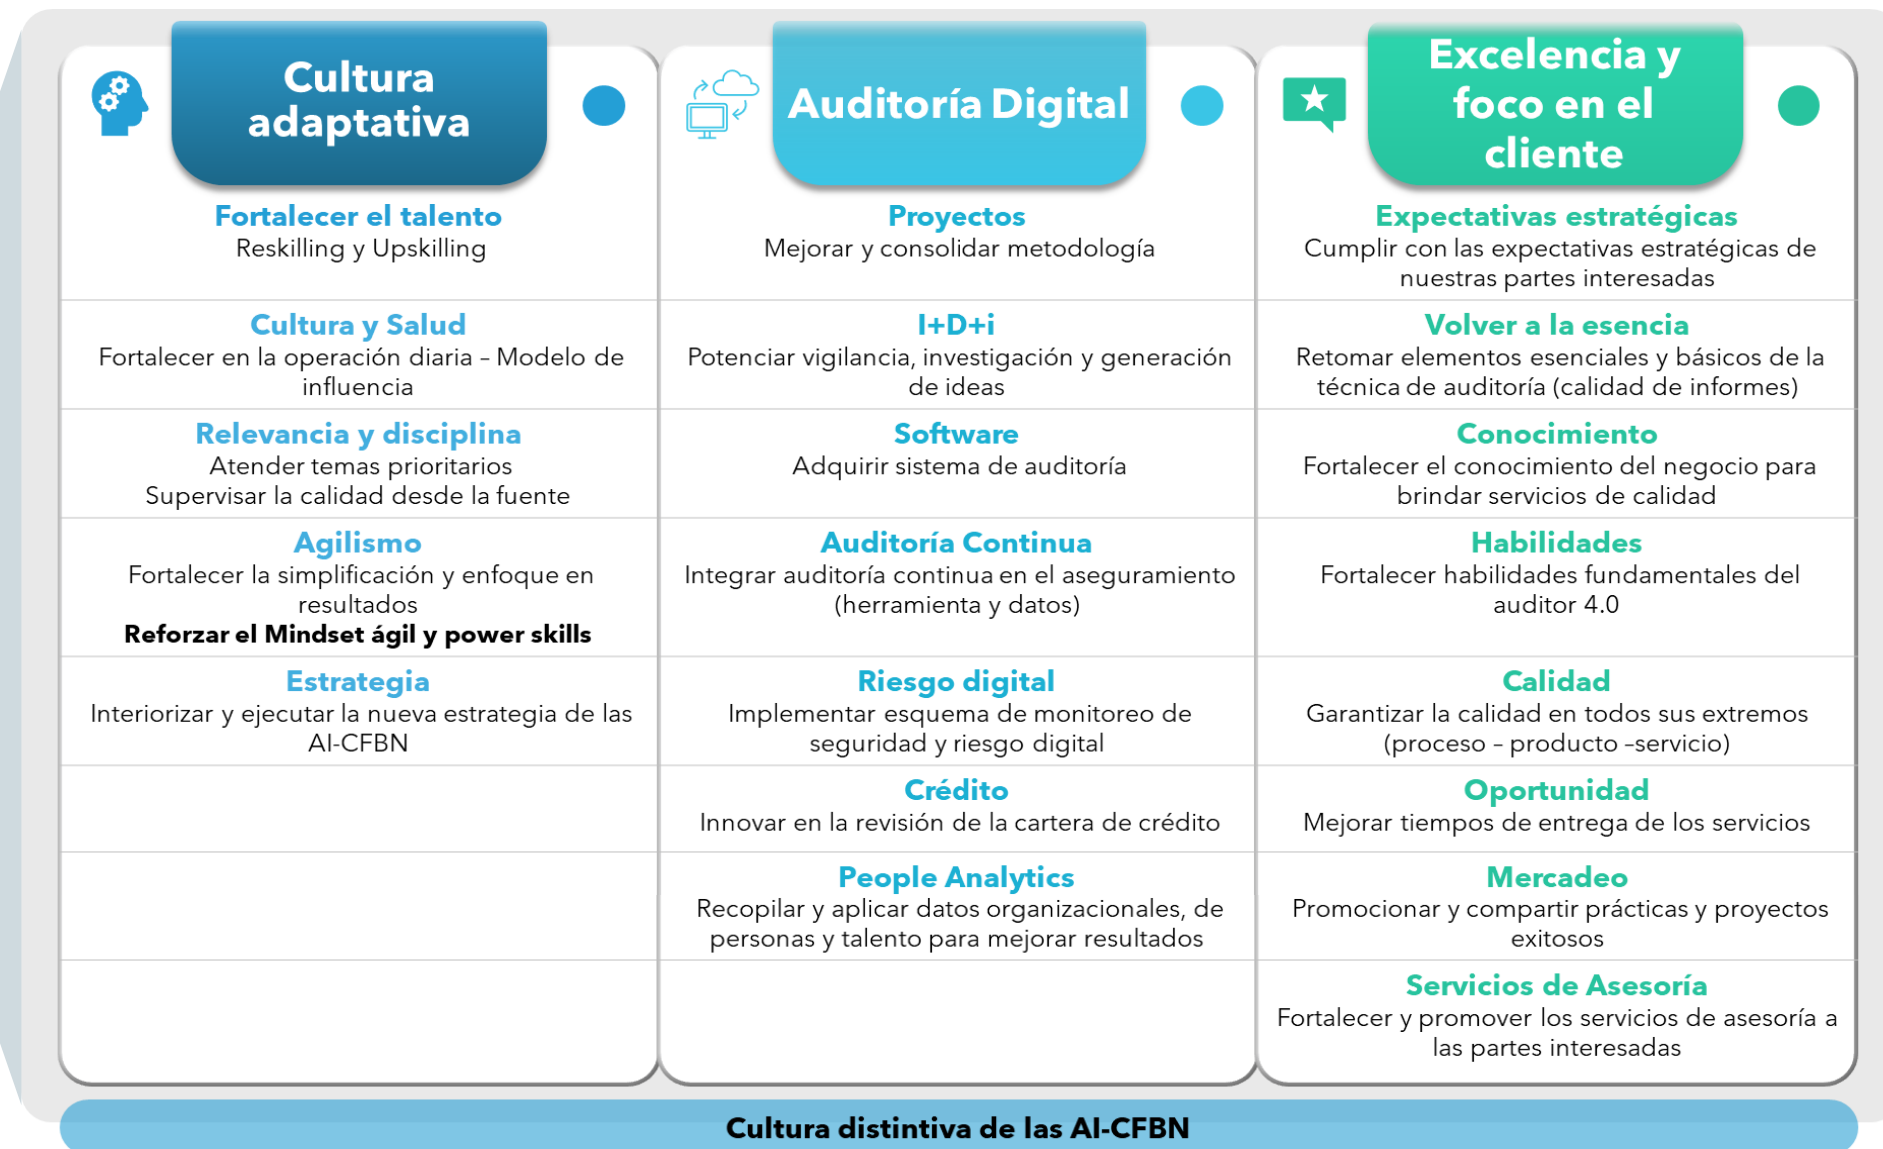 Cultura
adaptativa
Fortalecer el talento
Reskilling y Upskilling
Cultura y Salud
Fortalecer en la operación diaria – Modelo de
influencia
Relevancia y disciplina
Atender temas prioritarios
Supervisar la calidad desde la fuente
Agilismo
Fortalecer la simplificación y enfoque en
resultados
Reforzar el Mindset ágil y power skills
Estrategia
Interiorizar y ejecutar la nueva estrategia de las
AI-CFBN
Auditoría Digital
Proyectos
Mejorar y consolidar metodología
I+D+i
Potenciar vigilancia, investigación y generación
de ideas
Software
Adquirir sistema de auditoría
Auditoría Continua
Integrar auditoría continua en el aseguramiento
(herramienta y datos)
Riesgo digital
Implementar esquema de monitoreo de
seguridad y riesgo digital
Crédito
Innovar en la revisión de la cartera de crédito
People Analytics
Recopilar y aplicar datos organizacionales, de
personas y talento para mejorar resultados
Excelencia y
foco en el
cliente
Expectativas estratégicas
Cumplir con las expectativas estratégicas de
nuestras partes interesadas
Volver a la esencia
Retomar elementos esenciales y básicos de la
técnica de auditoría (calidad de informes)
Conocimiento
Fortalecer el conocimiento del negocio para
brindar servicios de calidad
Habilidades
Fortalecer habilidades fundamentales del
auditor 4.0
Calidad
Garantizar la calidad en todos sus extremos
(proceso – producto –servicio)
Oportunidad
Mejorar tiempos de entrega de los servicios
Mercadeo
Promocionar y compartir prácticas y proyectos
exitosos
Servicios de Asesoría
Fortalecer y promover los servicios de asesoría a
las partes interesadas
Cultura distintiva de las AI-CFBN